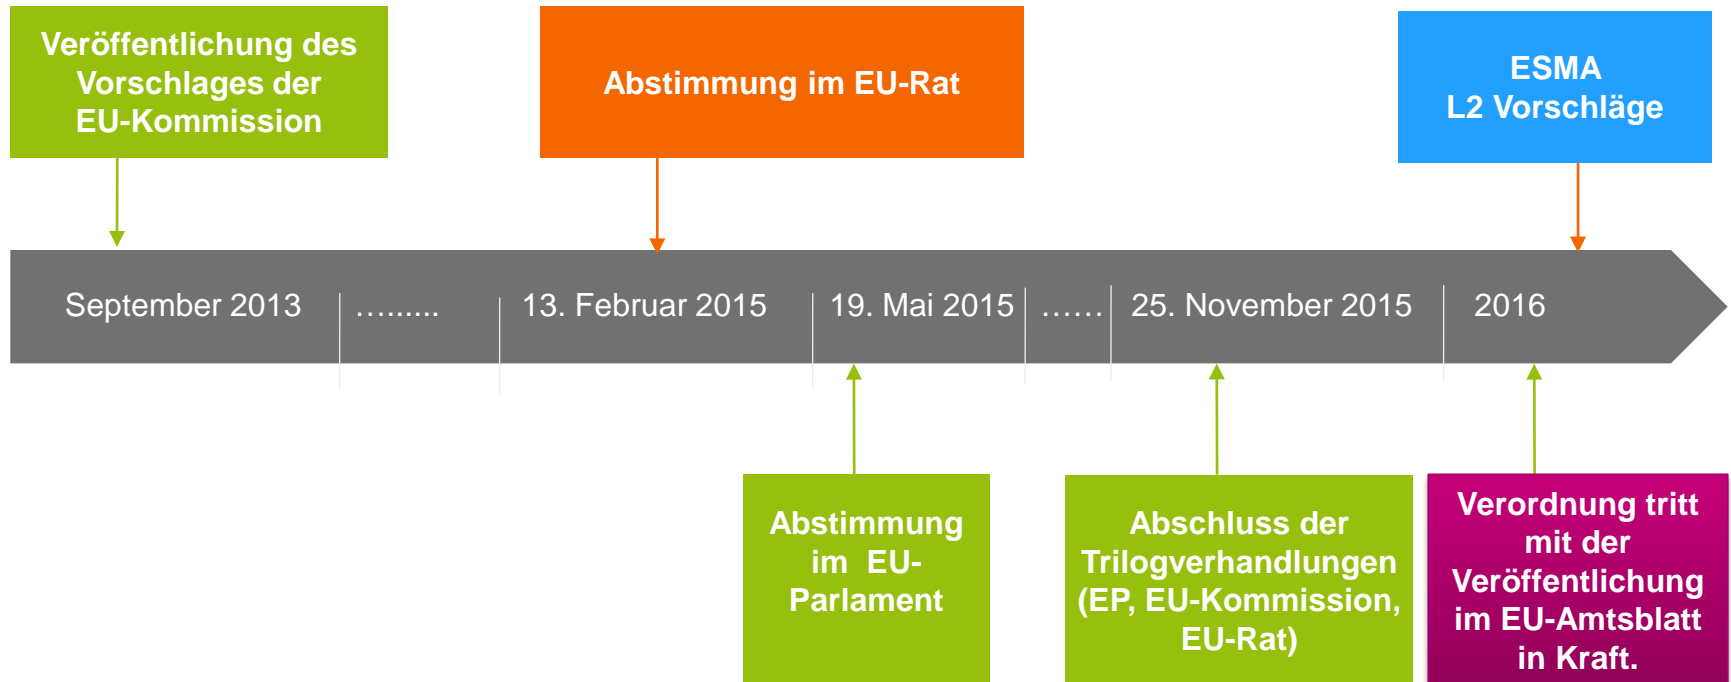 Veröffentlichung des
Vorschlages der
EU-Kommission
Abstimmung im EU-Rat
ESMA
L2 Vorschläge
September 2013 …...... 13. Februar 2015 19. Mai 2015 …… 25. November 2015 2016
Abstimmung
im EU-
Parlament
Abschluss der
Trilogverhandlungen
(EP, EU-Kommission,
EU-Rat)
Verordnung tritt
mit der
Veröffentlichung
im EU-Amtsblatt
in Kraft.